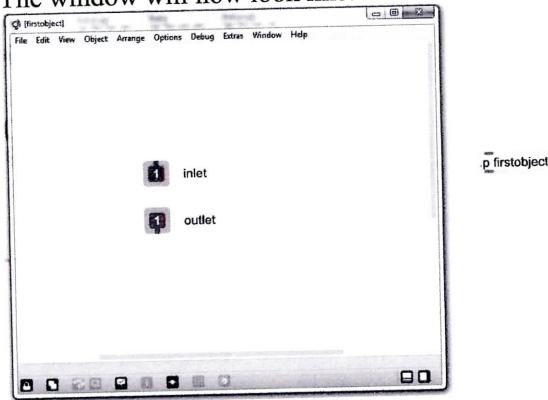 The window will now look
[firstobject]
File Edit View Object Arrange Options Debug Extras Window Help
1 inlet
p firstobject
1 outlet